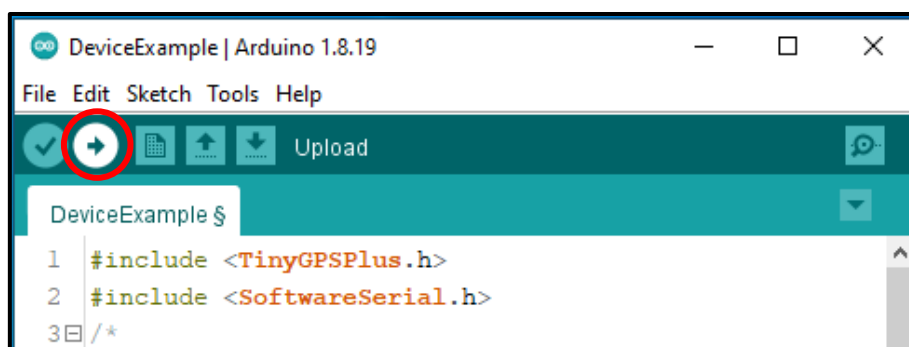 DeviceExample | Arduino 1.8.19
File Edit Sketch Tools Help
Upload
DeviceExample §
1 #include <TinyGPSPlus.h>
2 #include <SoftwareSerial.h>
3 /*